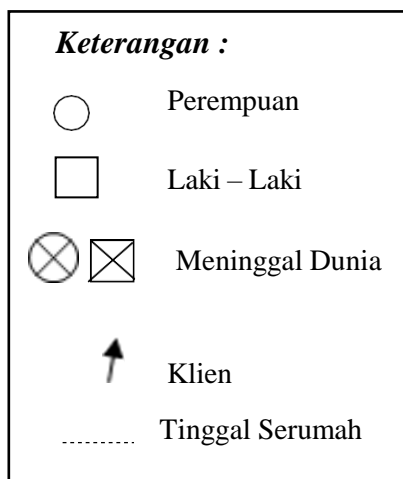 Keterangan :
Perempuan
Laki – Laki
Meninggal Dunia
Klien
Tinggal Serumah